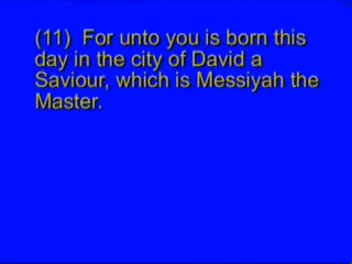 (11)  For unto you is born this
day in the city of David a
Saviour, which is Messiyah the
Master.